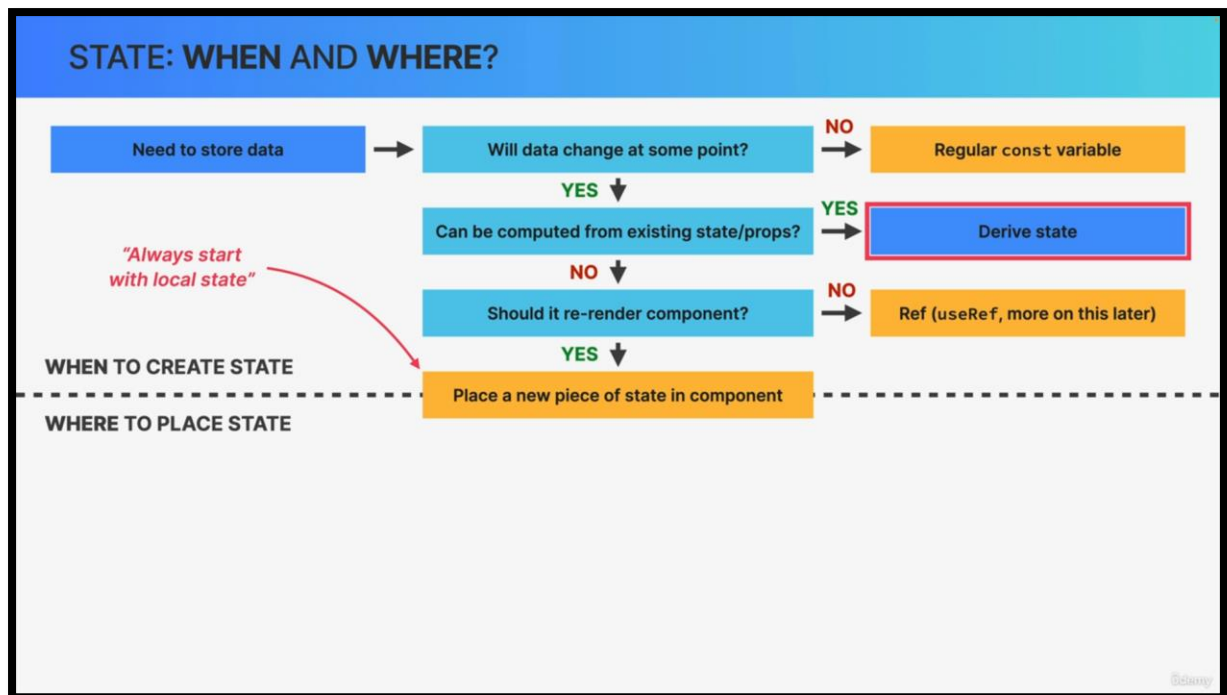 STATE: WHEN AND WHERE?
Need to store data
Will data change at some point?
NO
Regular const variable
YES
Can be computed from existing state/props?
YES
Derive state
"Always start
with local state"
NO
Should it re-render component?
NO
Ref (useRef, more on this later)
YES
WHEN TO CREATE STATE
Place a new piece of state in component
WHERE TO PLACE STATE
Udemy